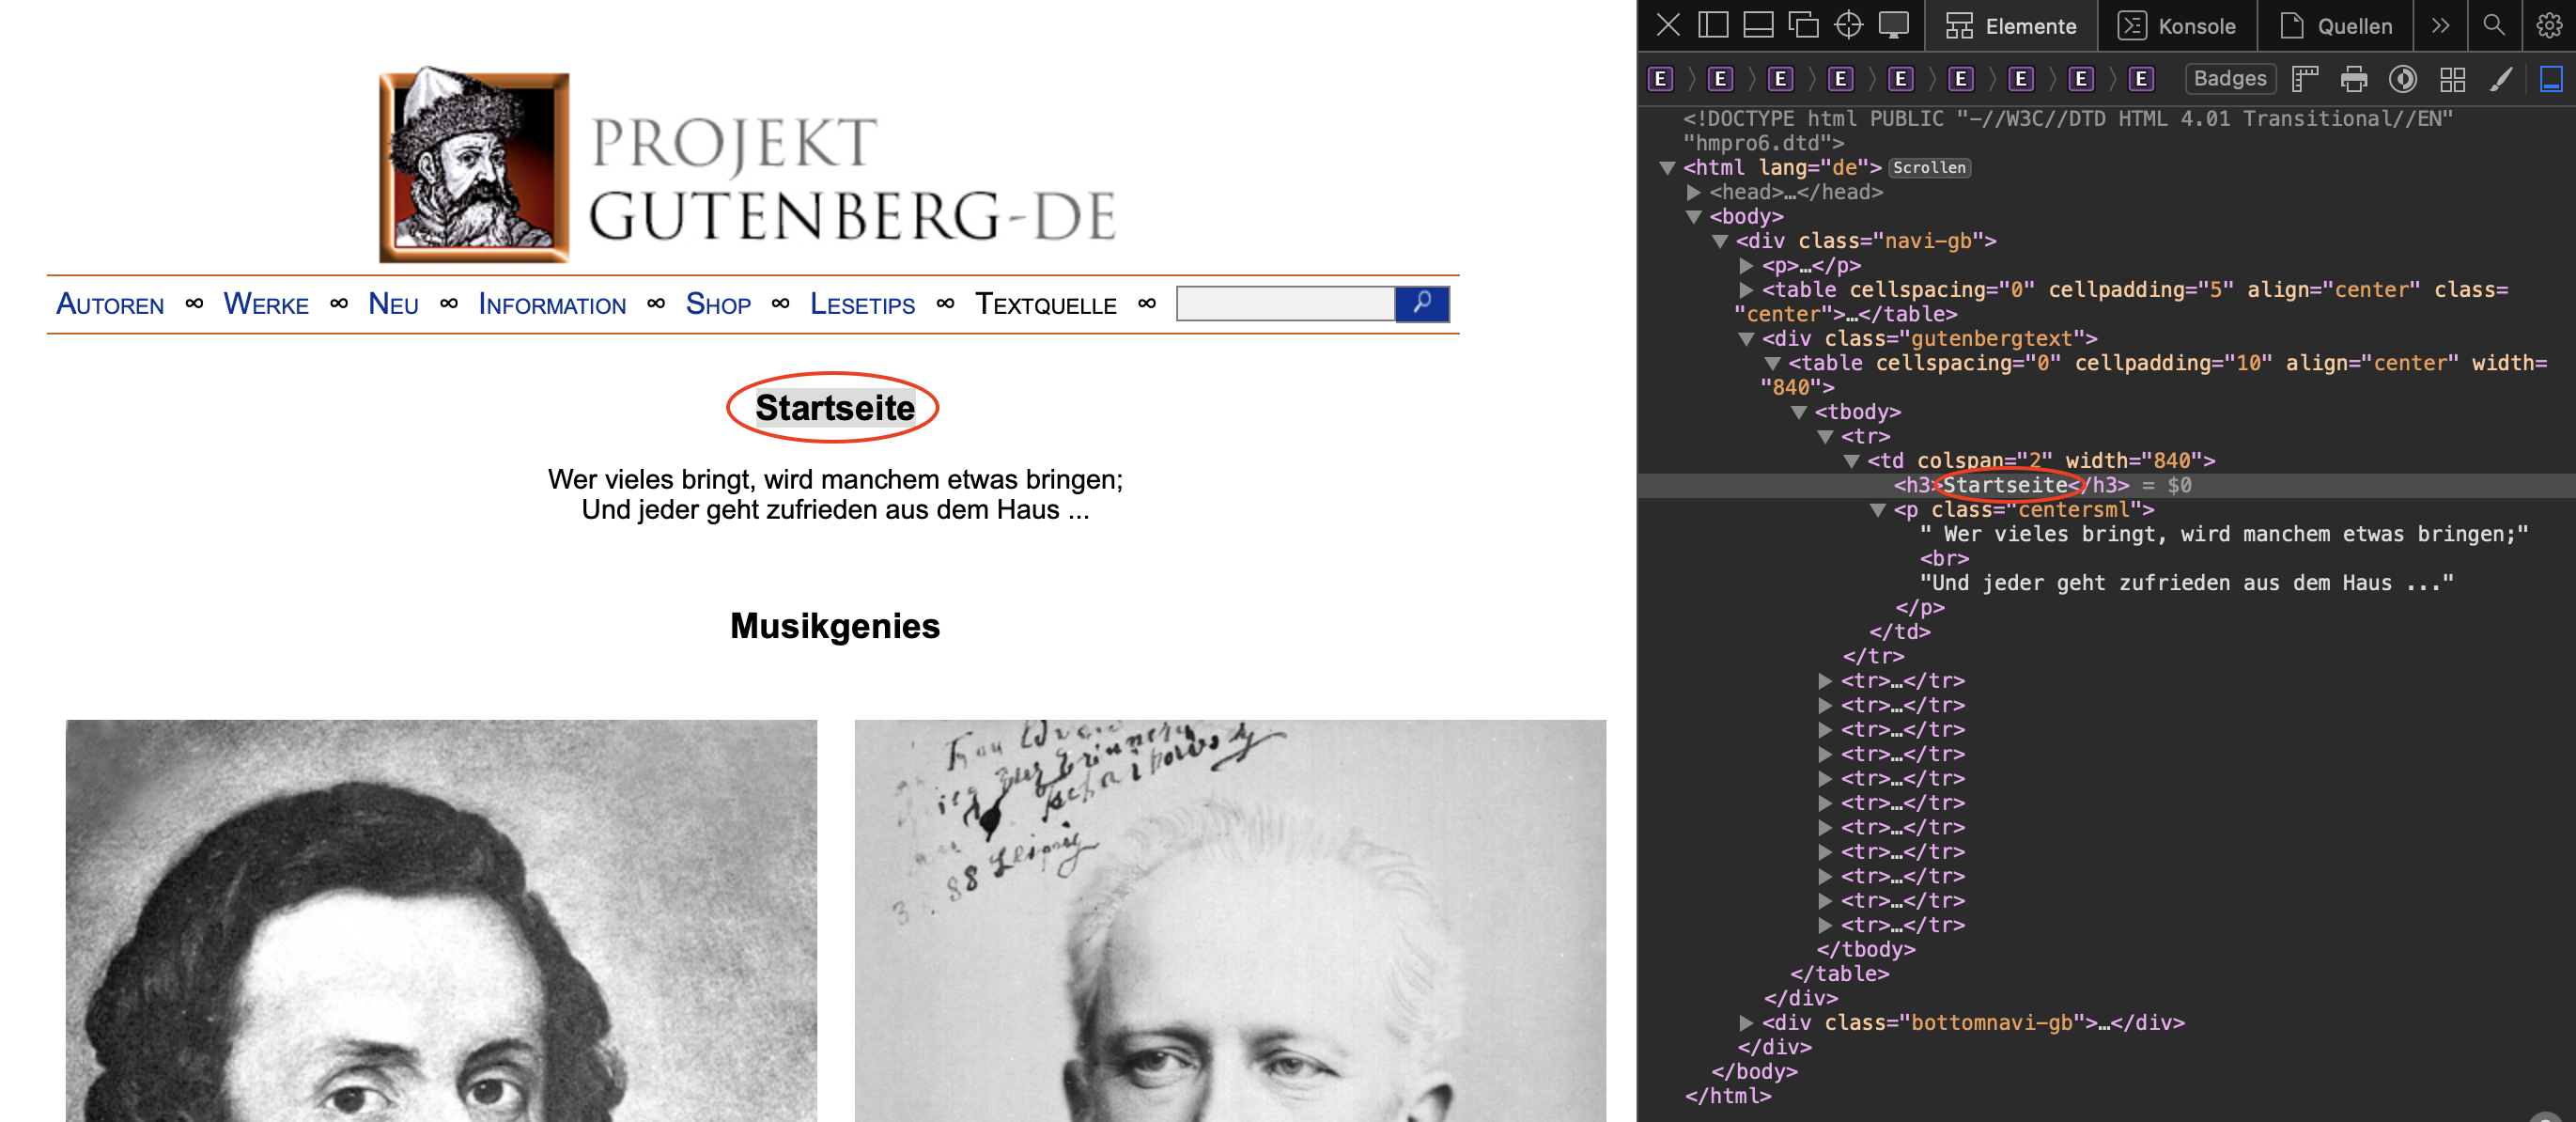 PROJEKT
GUTENBERG-DE
AUTOREN ∞ WERKE ∞ NEU ∞ INFORMATION ∞ SHOP ∞ LESETIPS ∞ TEXTQUELLE ∞
Startseite
Wer vieles bringt, wird manchem etwas bringen;
Und jeder geht zufrieden aus dem Haus ...
Musikgenies
88 Leipzig
Elemente
Konsole
Quellen
E E E E E E E E E
Badges
<!DOCTYPE html PUBLIC "-//W3C//DTD HTML 4.01 Transitional//EN"
"hmpro6.dtd">
<html lang="de"> Scrollen
<head>…</head>
<body>
<div class="navi-gb">
<p>…</p>
<table cellspacing="0" cellpadding="5" align="center" class=
"center">…</table>
<div class="gutenbergtext">
<table cellspacing="0" cellpadding="10" align="center" width=
"840">
<tbody>
<tr>
<td colspan="2" width="840">
<h3>Startseite</h3> = $0
<p class="centersml">
" Wer vieles bringt, wird manchem etwas bringen;"
<br>
"Und jeder geht zufrieden aus dem Haus ..."
</p>
</td>
</tr>
<tr>…</tr>
<tr>…</tr>
<tr>…</tr>
<tr>…</tr>
<tr>…</tr>
<tr>…</tr>
<tr>…</tr>
<tr>…</tr>
<tr>…</tr>
<tr>…</tr>
<tr>…</tr>
</tbody>
</table>
</div>
<div class="bottomnavi-gb">…</div>
</div>
</body>
</html>